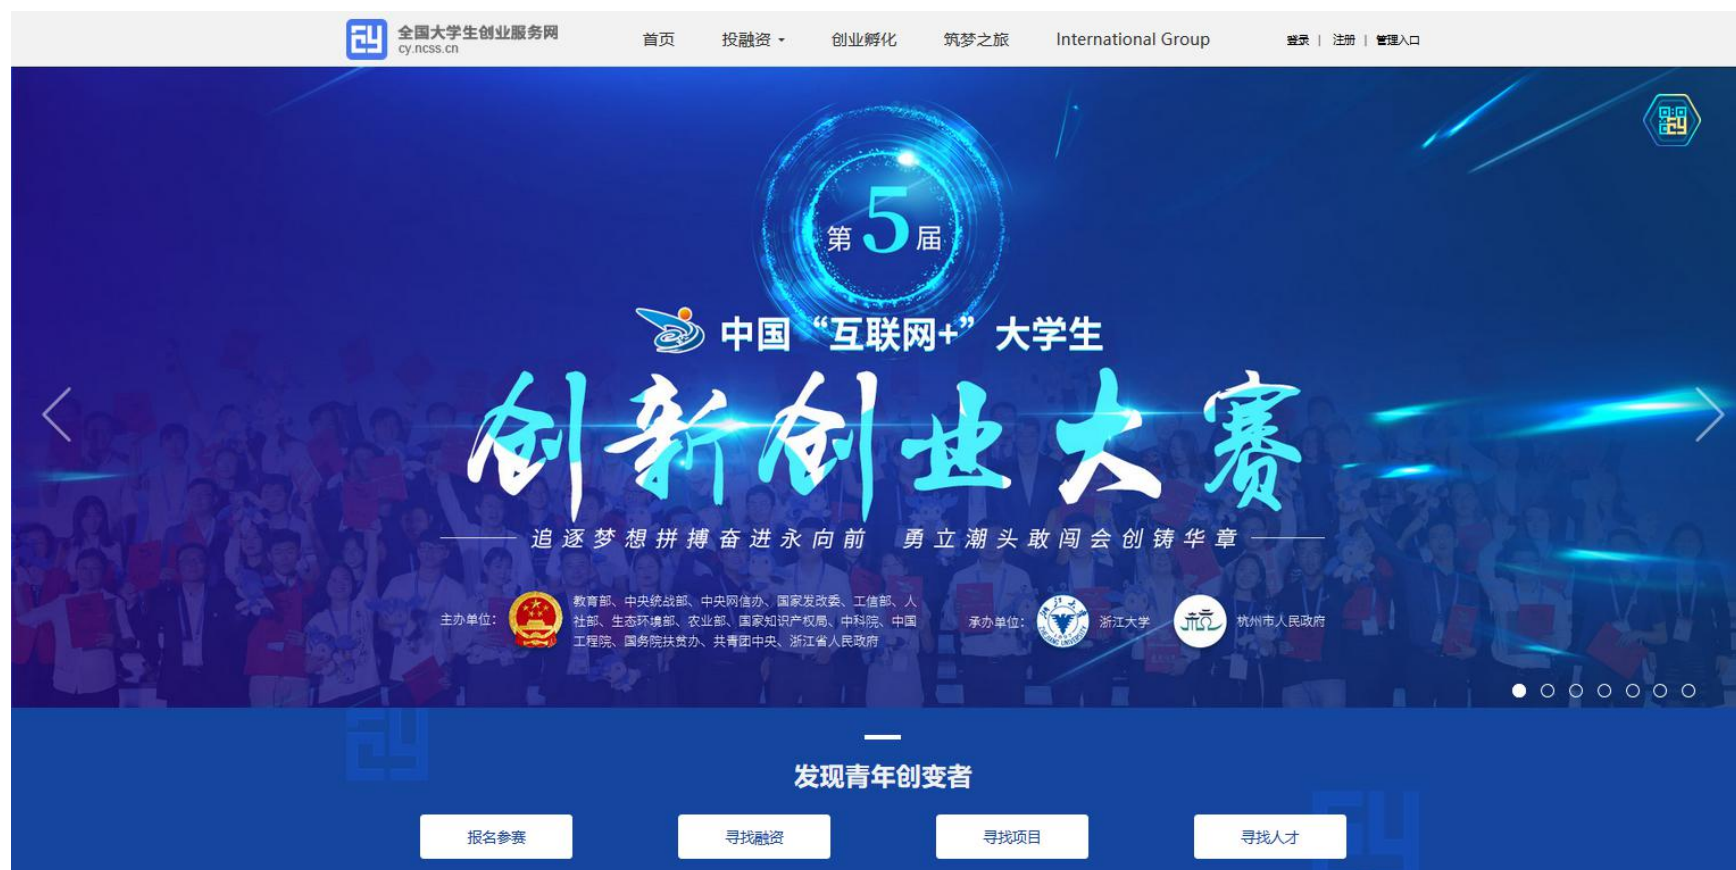 全国大学生创业服务网
cy.ncss.cn
首页 投融资 创业孵化 筑梦之旅 International Group 登录 | 注册 | 管理入口
第5届
中国“互联网+”大学生
创新创业大赛
追逐梦想拼搏奋进永向前 勇立潮头敢闯会创铸华章
主办单位:
教育部、中央统战部、中央网信办、国家发改委、工信部、人
社部、生态环境部、农业部、国家知识产权局、中科院、中国
工程院、国务院扶贫办、共青团中央、浙江省人民政府
承办单位: 浙江大学 杭州市人民政府
发现青年创变者
报名参赛 寻找融资 寻找项目 寻找人才